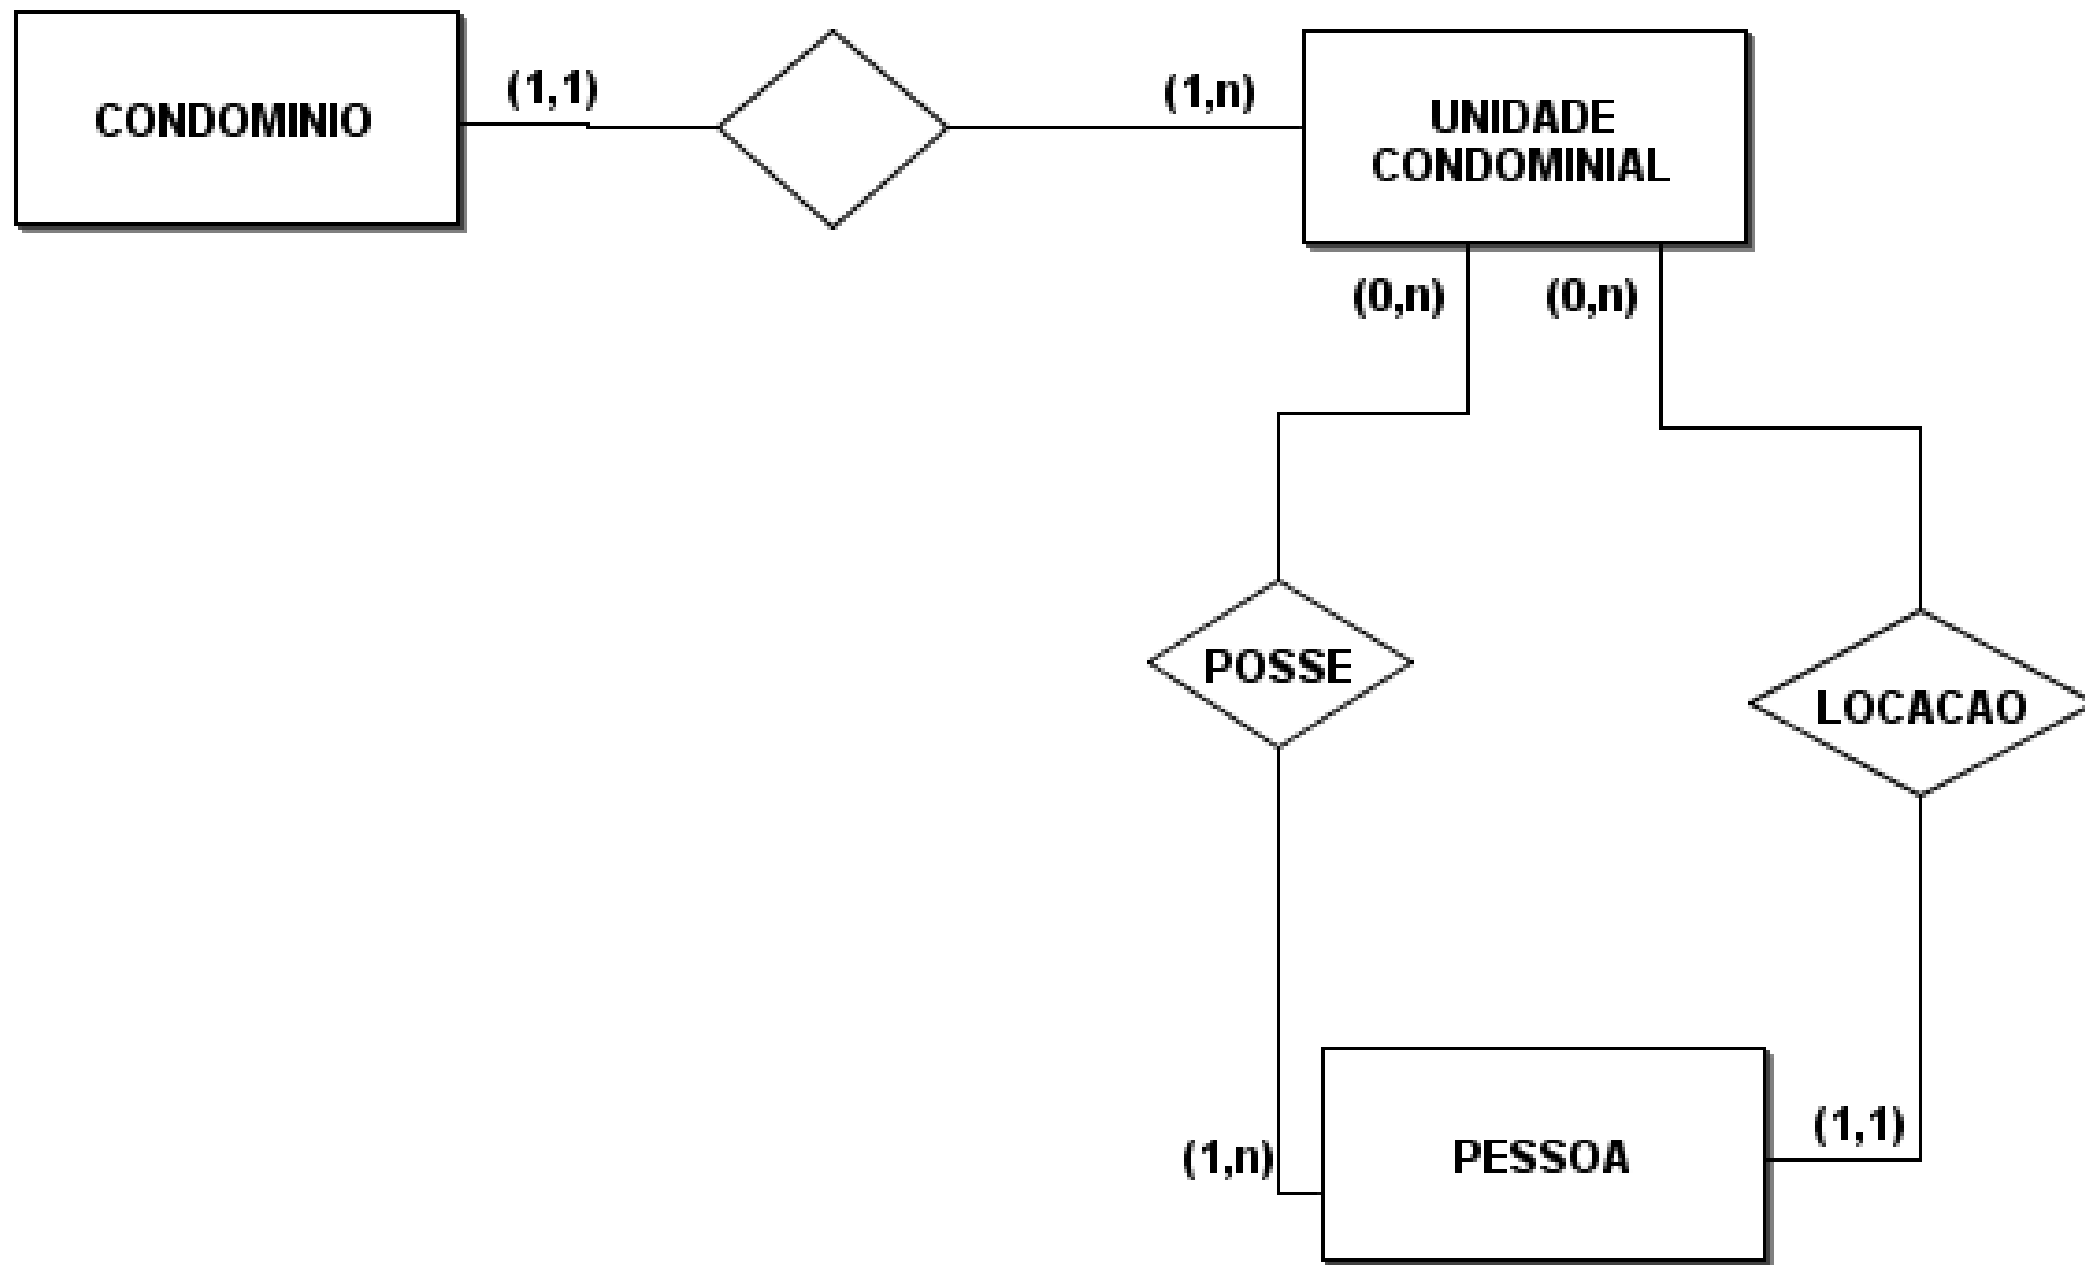 CONDOMINIO
(1,1)
(1,n)
UNIDADE
CONDOMINIAL
(0,n)
(0,n)
POSSE
LOCACAO
(1,n)
PESSOA
(1,1)